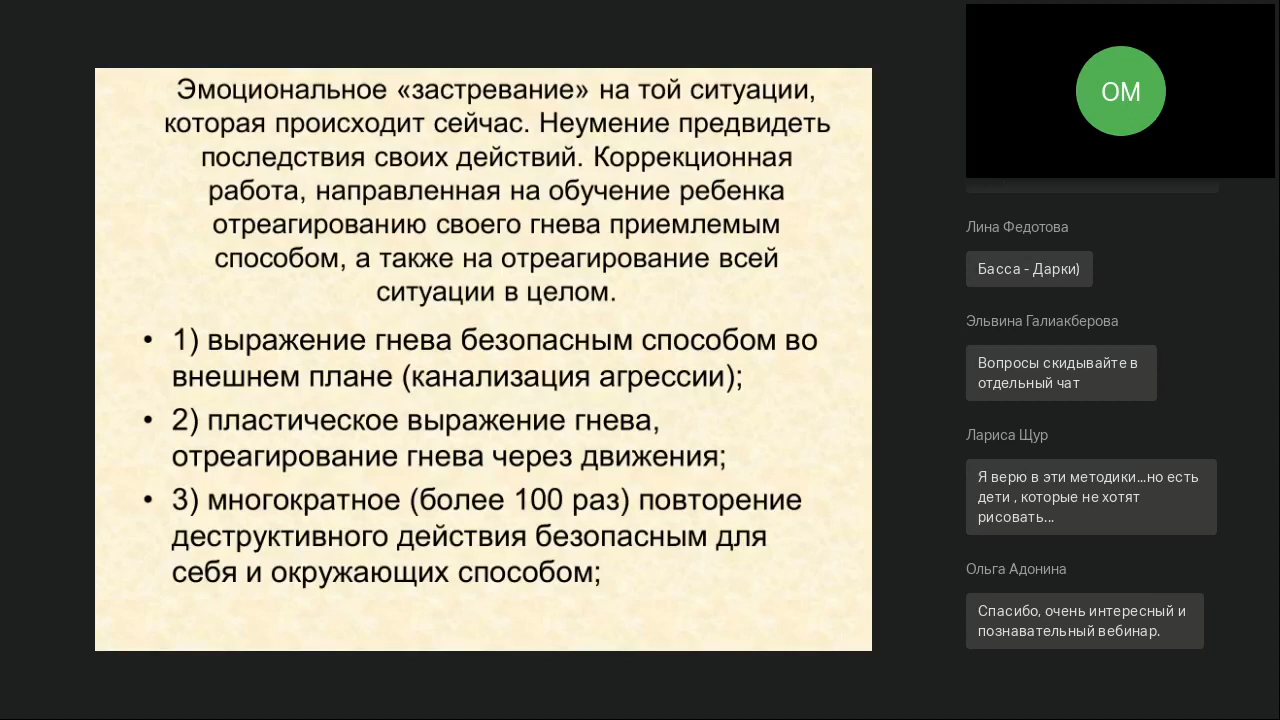 Эмоциональное «застревание» на той ситуации,
которая происходит сейчас. Неумение предвидеть
последствия своих действий. Коррекционная
работа, направленная на обучение ребенка
отреагированию своего гнева приемлемым
способом, а также на отреагирование всей
ситуации в целом.
• 1) выражение гнева безопасным способом во
внешнем плане (канализация агрессии);
• 2) пластическое выражение гнева,
отреагирование гнева через движения;
• 3) многократное (более 100 раз) повторение
деструктивного действия безопасным для
себя и окружающих способом;
ОМ
Лина Федотова
Басса - Дарки)
Эльвина Галиакберова
Вопросы скидывайте в
отдельный чат
Лариса Щур
Я верю в эти методики...но есть
дети , которые не хотят
рисовать...
Ольга Адонина
Спасибо, очень интересный и
познавательный вебинар.